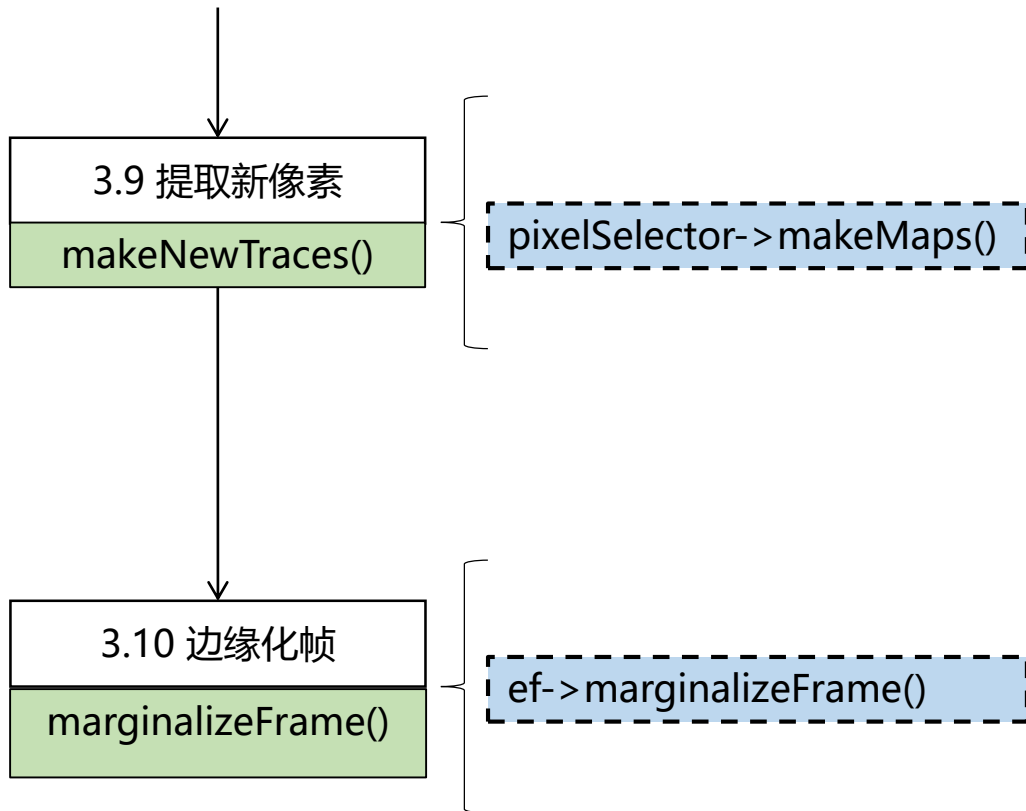 3.9 提取新像素
makeNewTraces()
pixelSelector->makeMaps()
3.10 边缘化帧
marginalizeFrame()
ef->marginalizeFrame()